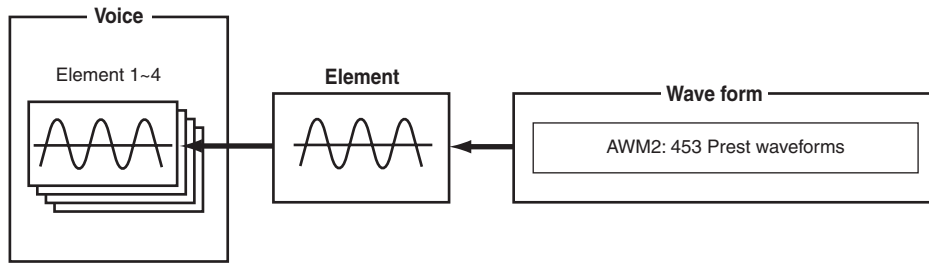 Voice
Element 1~4
Element
Wave form
AWM2: 453 Prest waveforms